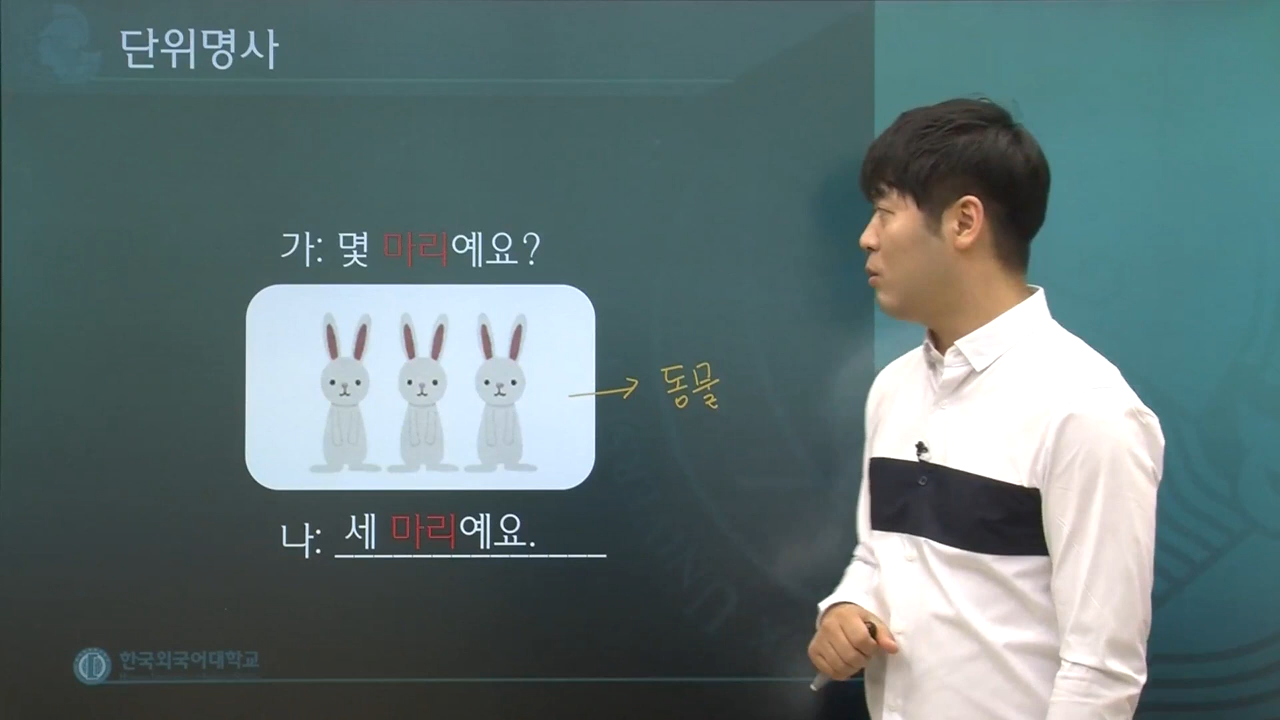 단위명사
가: 몇 마리예요?
동물
나: 세 마리예요.
한국외국어대학교